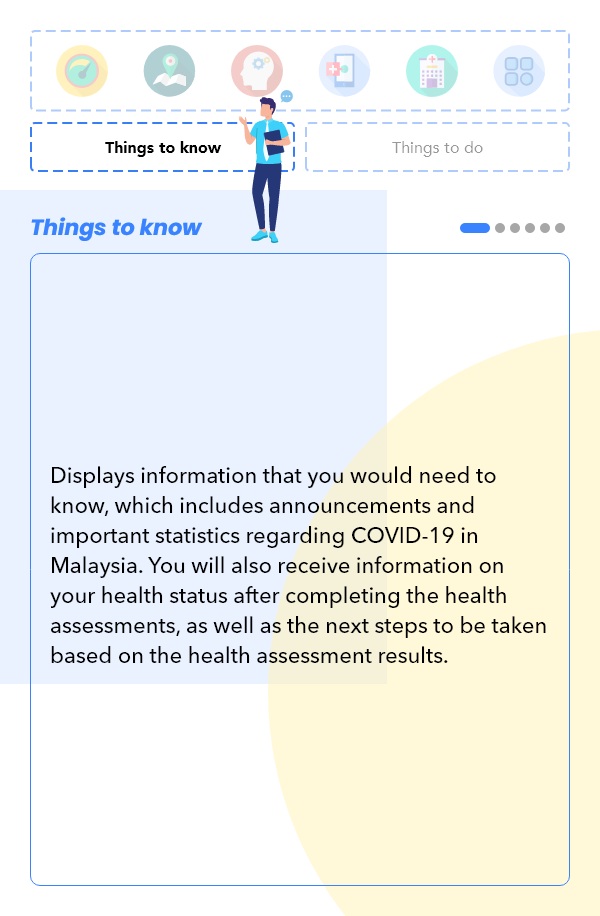 Things to know
Things to do
Things to know
Displays information that you would need to
know, which includes announcements and
important statistics regarding COVID-19 in
Malaysia. You will also receive information on
your health status after completing the health
assessments, as well as the next steps to be taken
based on the health assessment results.